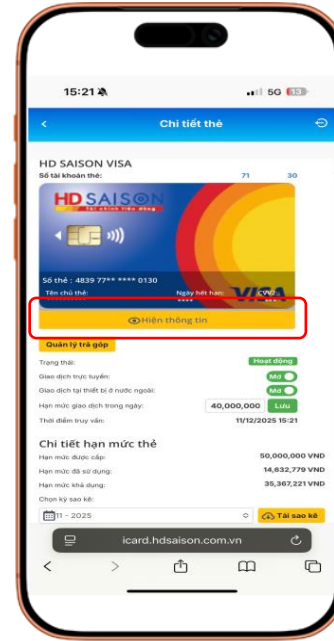 15:21 5G 13
Chi tiết thẻ
HD SAISON VISA
Số tài khoản thẻ: 71 30
HD SAISON
Tài chính tiêu dùng
Số thẻ : 4839 77** **** 0130
Tên chủ thẻ: Ngày hết hạn: CVV2:
VISA
Hiện thông tin
Quản lý trả góp
Trạng thái: Hoạt động
Giao dịch trực tuyến: Mở
Giao dịch tại thiết bị ở nước ngoài: Mở
Hạn mức giao dịch trong ngày: 40,000,000 Lưu
Thời điểm truy vấn: 11/12/2025 15:21
Chi tiết hạn mức thẻ
Hạn mức được cấp: 50,000,000 VND
Hạn mức đã sử dụng: 14,632,779 VND
Hạn mức khả dụng: 35,367,221 VND
Chọn kỳ sao kê:
11 - 2025 Tải sao kê
icard.hdsaison.com.vn